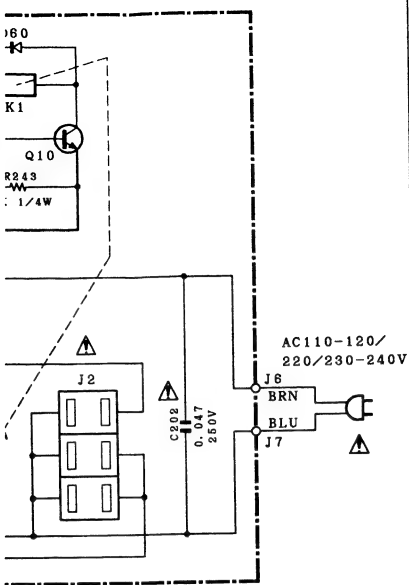 60
K1
Q10
R243
1/4W
AC110-120/
220/230-240V
J2
J6
BRN
C202
0.047
250V
BLU
J7